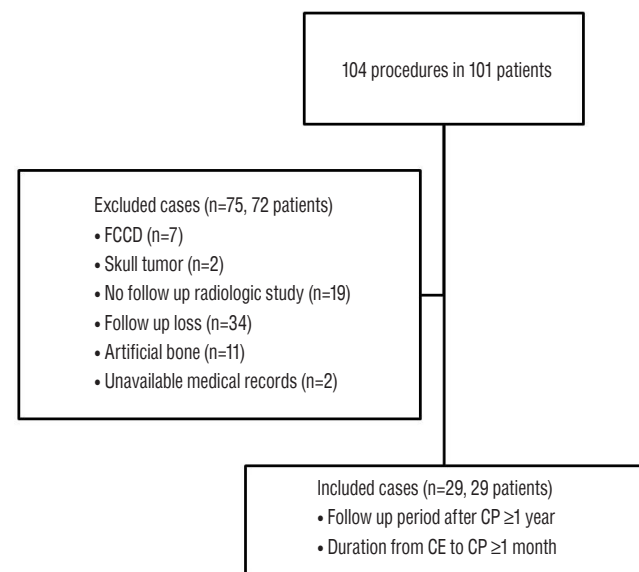 104 procedures in 101 patients
Excluded cases (n=75, 72 patients)
• FCCD (n=7)
• Skull tumor (n=2)
• No follow up radiologic study (n=19)
• Follow up loss (n=34)
• Artificial bone (n=11)
• Unavailable medical records (n=2)
Included cases (n=29, 29 patients)
• Follow up period after CP ≥1 year
• Duration from CE to CP ≥1 month